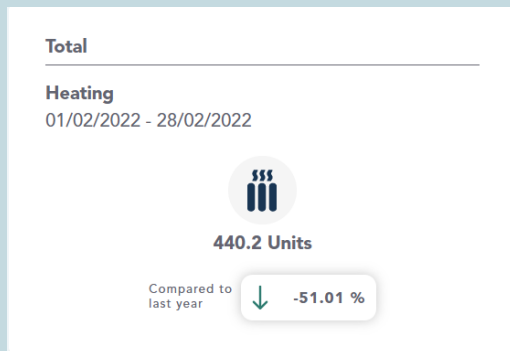 Total
Heating
01/02/2022 - 28/02/2022
440.2 Units
Compared to
last year
-51.01 %